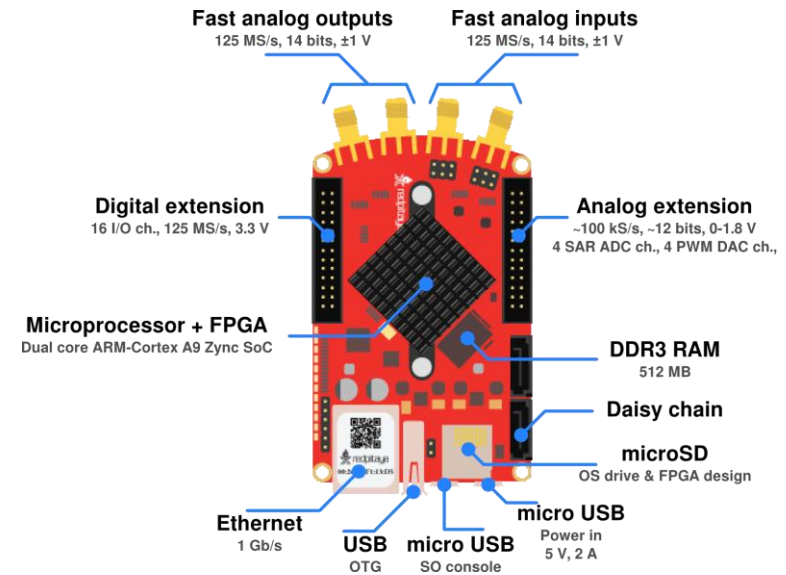 Fast analog outputs
125 MS/s, 14 bits, ±1 V
Fast analog inputs
125 MS/s, 14 bits, ±1 V
redpitaya
Digital extension
16 I/O ch., 125 MS/s, 3.3 V
Analog extension
~100 kS/s, ~12 bits, 0-1.8 V
4 SAR ADC ch., 4 PWM DAC ch.,
Microprocessor + FPGA
Dual core ARM-Cortex A9 Zync SoC
DDR3 RAM
512 MB
Daisy chain
redpitaya
microSD
OS drive & FPGA design
Ethernet
1 Gb/s
USB
OTG
micro USB
SO console
micro USB
Power in
5 V, 2 A